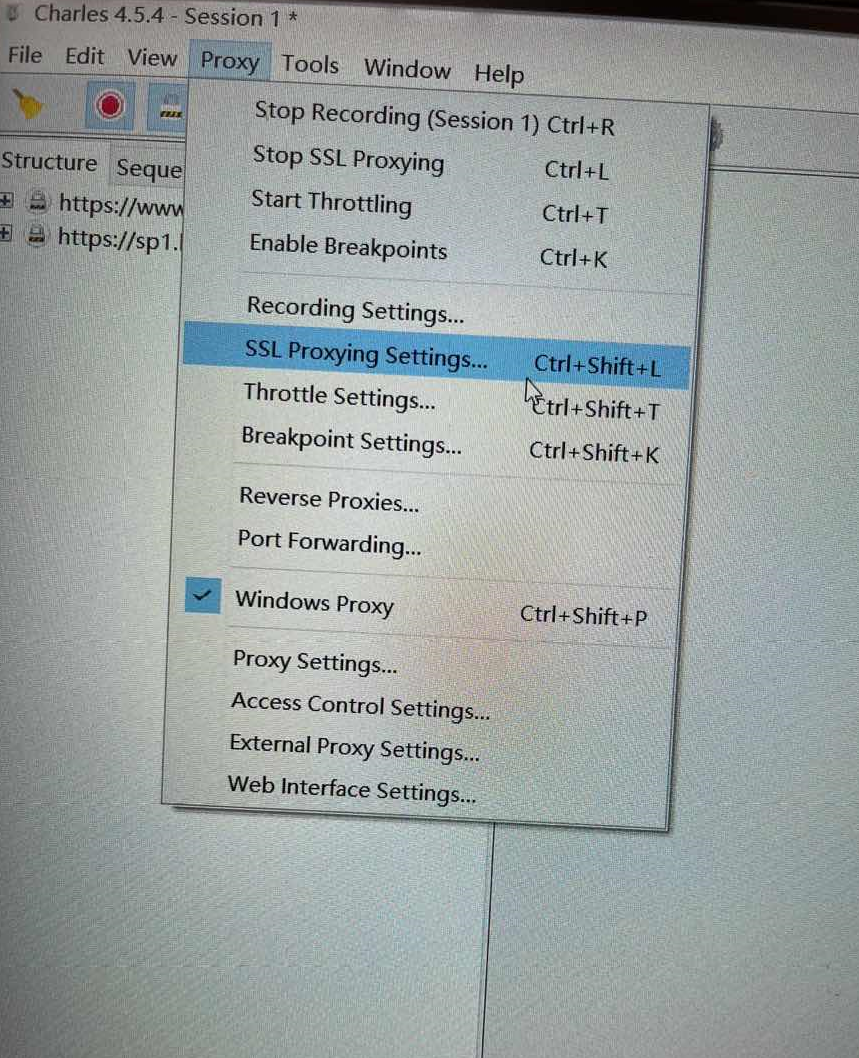 Charles 4.5.4 - Session 1 *
File Edit View Proxy Tools Window Help
Stop Recording (Session 1) Ctrl+R
Stop SSL Proxying Ctrl+L
Start Throttling Ctrl+T
Enable Breakpoints Ctrl+K
Structure Seque
https://www
https://sp1.
Recording Settings...
SSL Proxying Settings... Ctrl+Shift+L
Throttle Settings... Ctrl+Shift+T
Breakpoint Settings... Ctrl+Shift+K
Reverse Proxies...
Port Forwarding...
Windows Proxy Ctrl+Shift+P
Proxy Settings...
Access Control Settings...
External Proxy Settings...
Web Interface Settings...